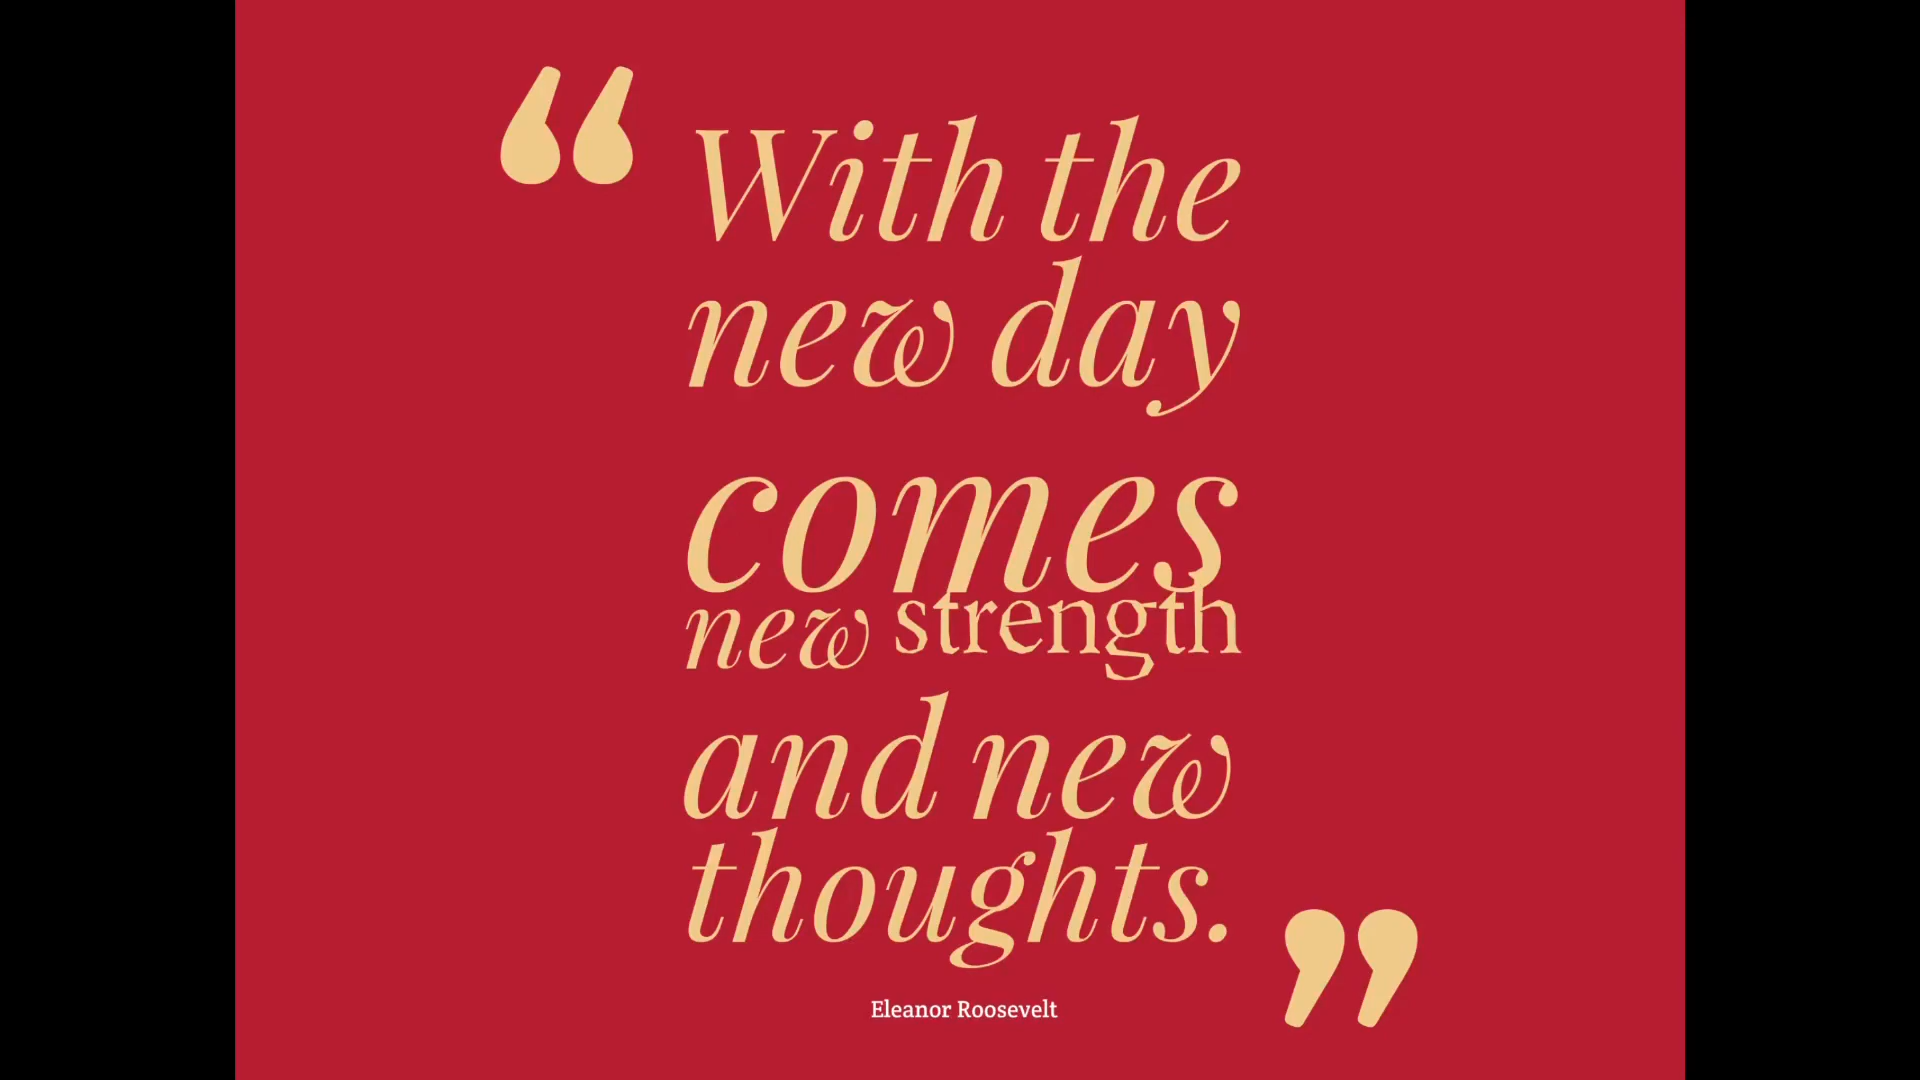 “ With the
new day
comes
new strength
and new
thoughts. ”
Eleanor Roosevelt